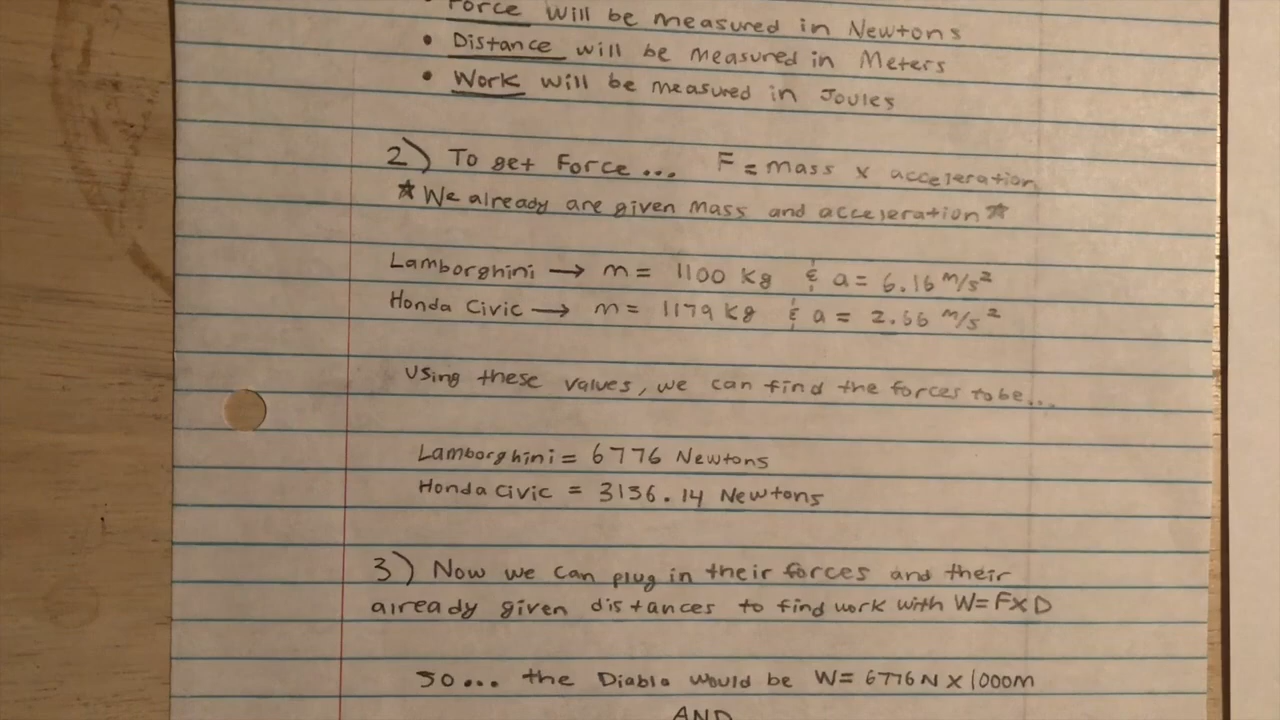 • Force will be measured in Newtons
• Distance will be measured in Meters
• Work will be measured in Joules
2) To get Force... F = mass x acceleration
*We already are given mass and acceleration*
Lamborghini → m = 1100 kg & a = 6.16 m/s²
Honda Civic → m = 1179 kg & a = 2.66 m/s²
Using these values, we can find the forces to be...
Lamborghini = 6776 Newtons
Honda Civic = 3136.14 Newtons
3) Now we can plug in their forces and their
already given distances to find work with W=FxD
So... the Diablo would be W= 6776N x 1000m
AND